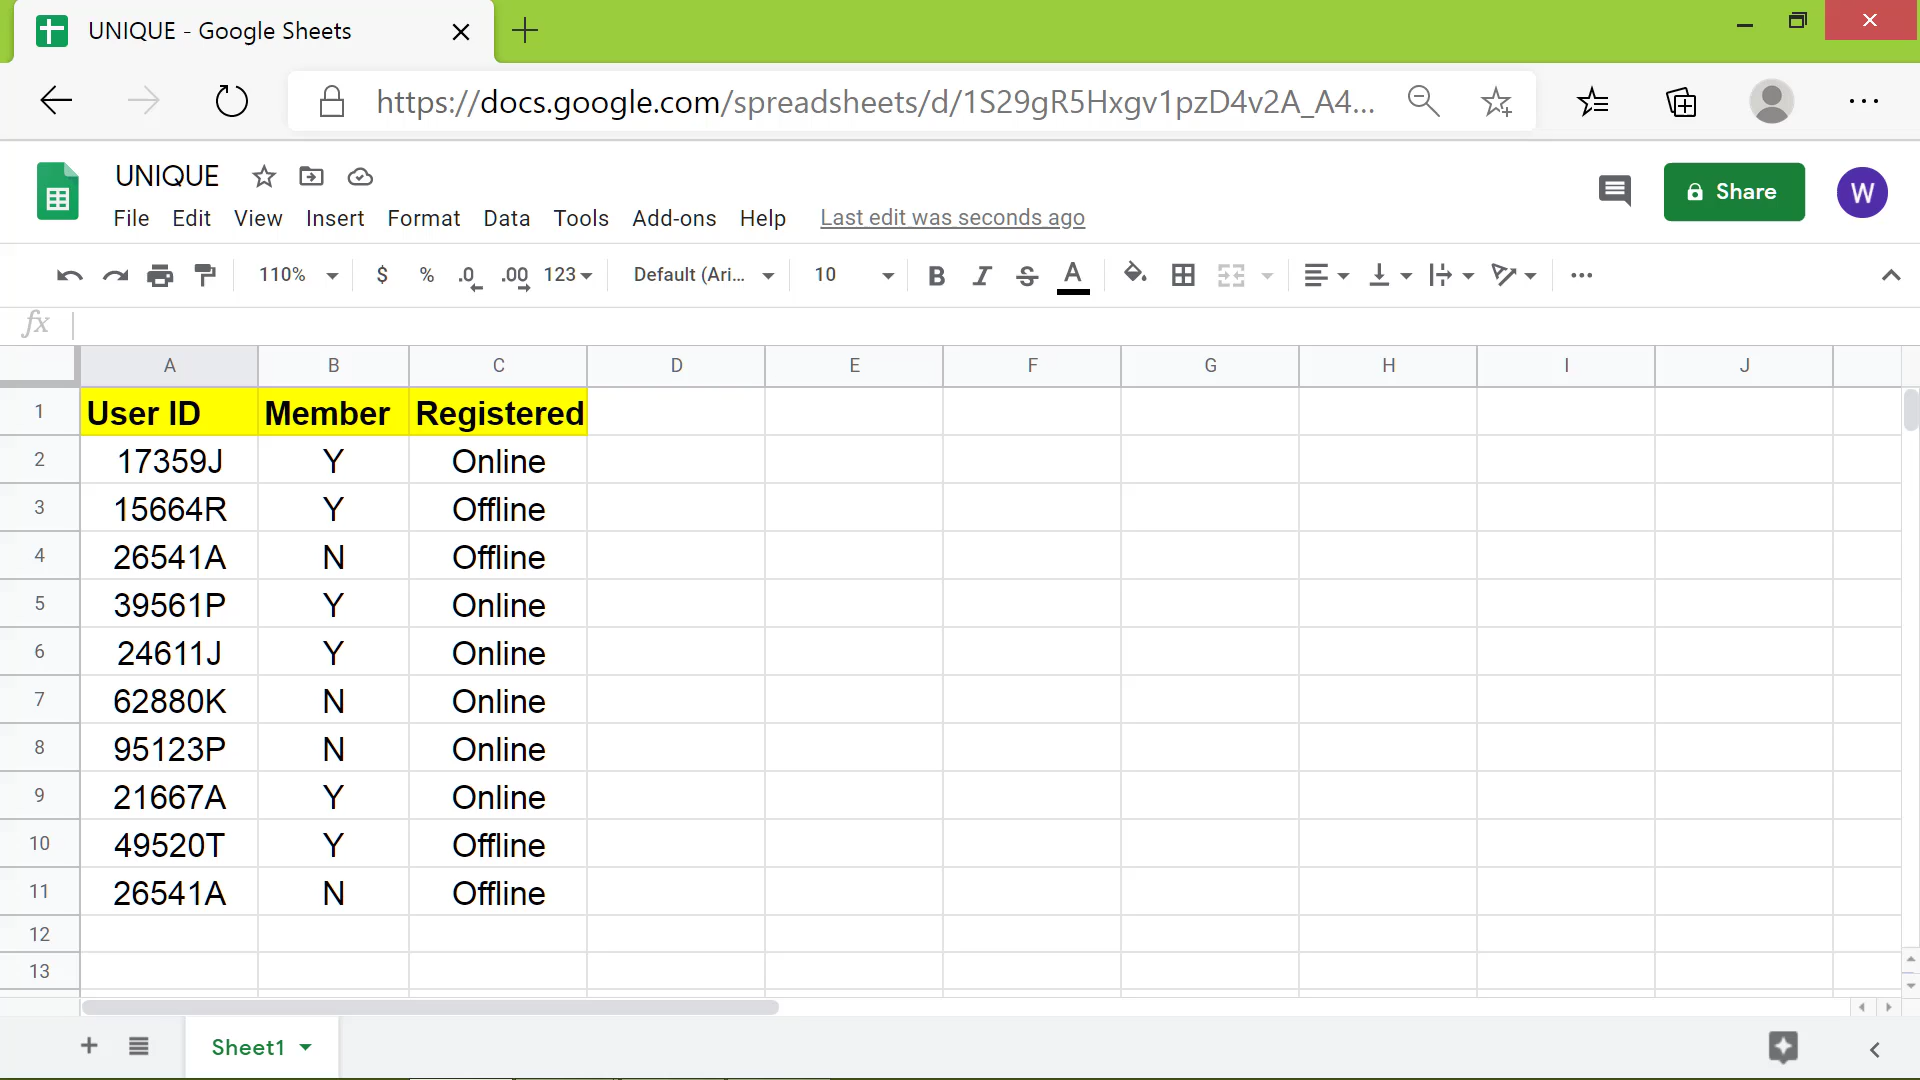 UNIQUE - Google Sheets
https://docs.google.com/spreadsheets/d/1S29gR5Hxgv1pzD4v2A_A4...
UNIQUE
Share
W
File Edit View Insert Format Data Tools Add-ons Help Last edit was seconds ago
110% $ % .0 .00 123 Default (Ari... 10 B I S A
fx
A B C D E F G H I J
1 User ID Member Registered
2 17359J Y Online
3 15664R Y Offline
4 26541A N Offline
5 39561P Y Online
6 24611J Y Online
7 62880K N Online
8 95123P N Online
9 21667A Y Online
10 49520T Y Offline
11 26541A N Offline
12
13
Sheet1